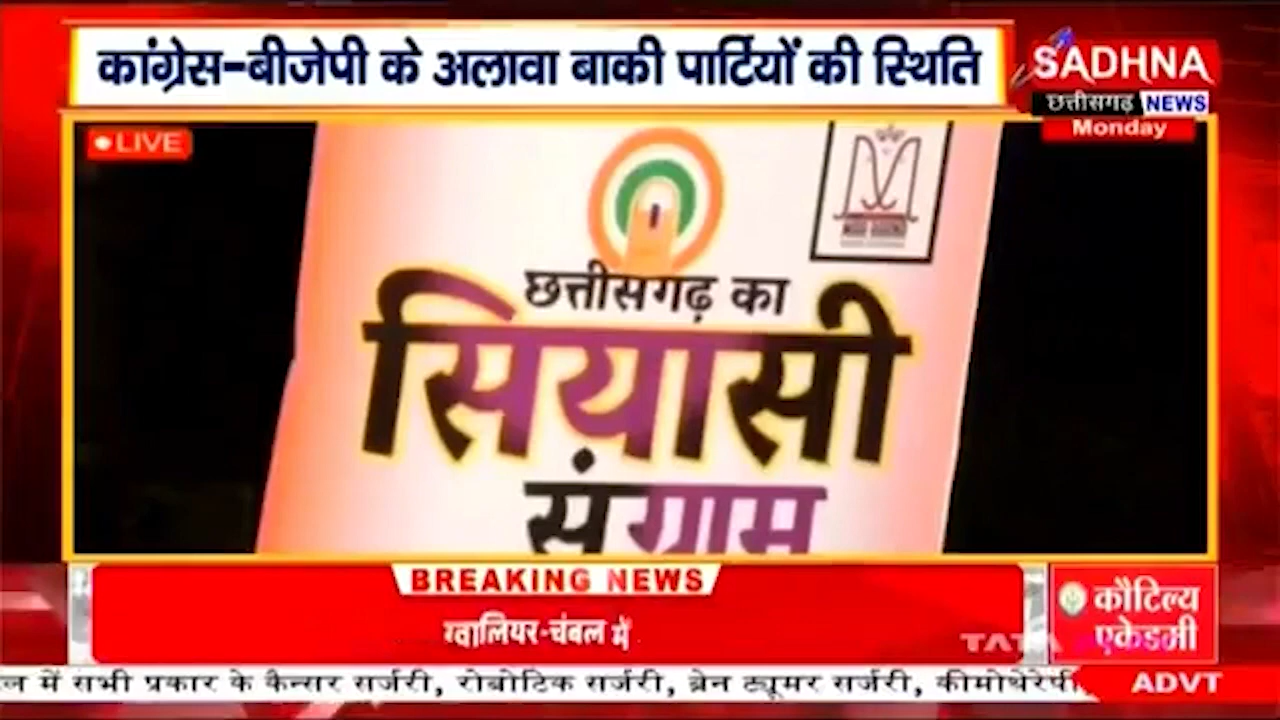 कांग्रेस-बीजेपी के अलावा बाकी पार्टियों की स्थिति
SADHNA
छत्तीसगढ़ NEWS
Monday
LIVE
छत्तीसगढ़ का
सियासी
संग्राम
BREAKING NEWS
ग्वालियर-चंबल में
कौटिल्य
एकेडमी
TATA
ल में सभी प्रकार के कैन्सर सर्जरी, रोबोटिक सर्जरी, ब्रेन ट्यूमर सर्जरी, कीमोथेरेपी,
ADVT